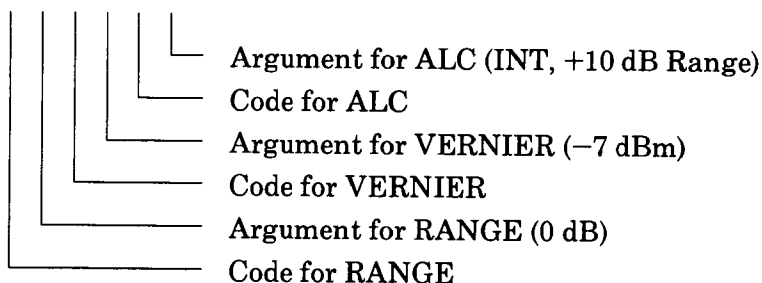 Argument for ALC (INT, +10 dB Range)
Code for ALC
Argument for VERNIER (−7 dBm)
Code for VERNIER
Argument for RANGE (0 dB)
Code for RANGE